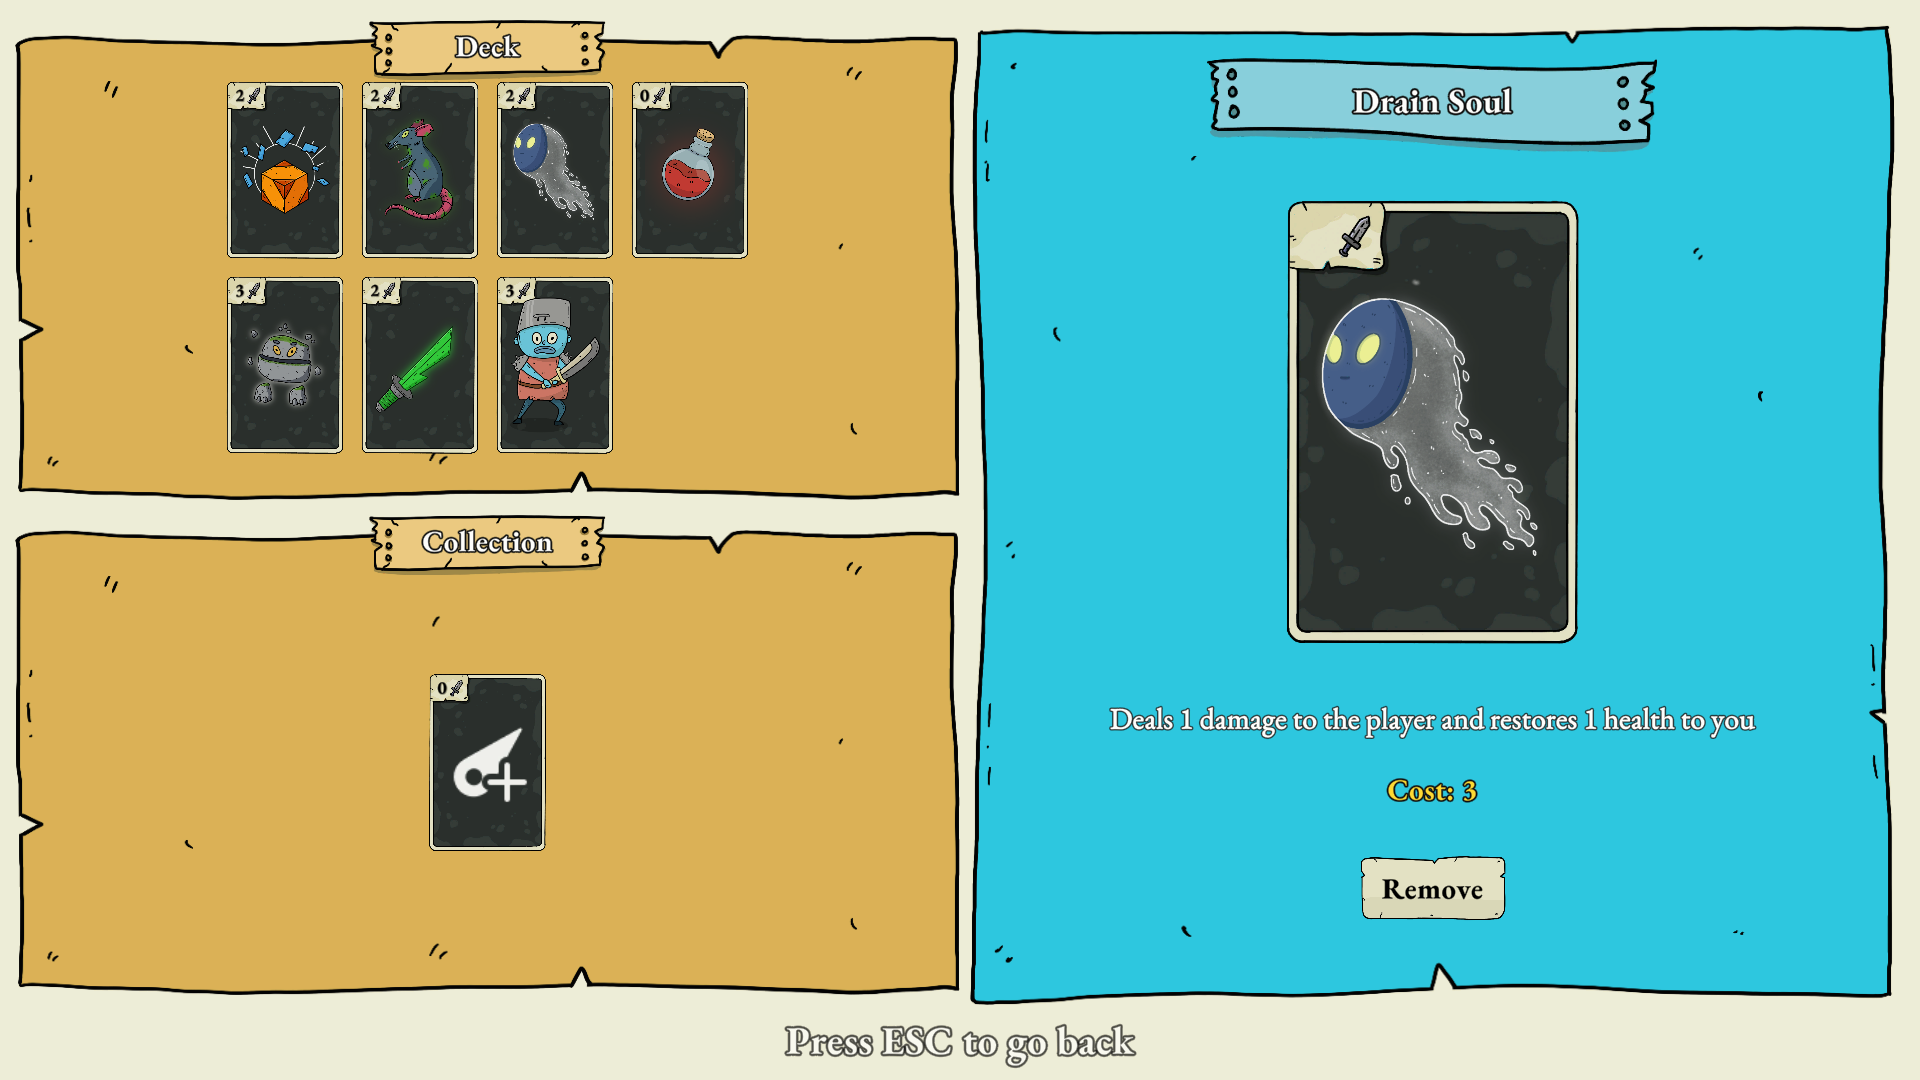 Deck
2
2
2
0
3
2
3
Collection
0
Drain Soul
Deals 1 damage to the player and restores 1 health to you
Cost: 3
Remove
Press ESC to go back